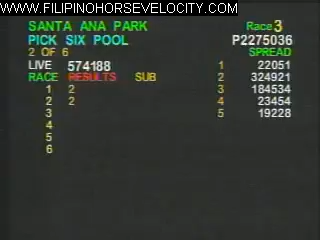 WWW.FILIPINOHORSEVELOCITY.COM
SANTA ANA PARK Race 3
PICK SIX POOL P2275036
2 OF 6 SPREAD
LIVE 574188 1 22051
RACE RESULTS SUB 2 324921
1 2 3 184534
2 2 4 23454
3 5 19228
4
5
6